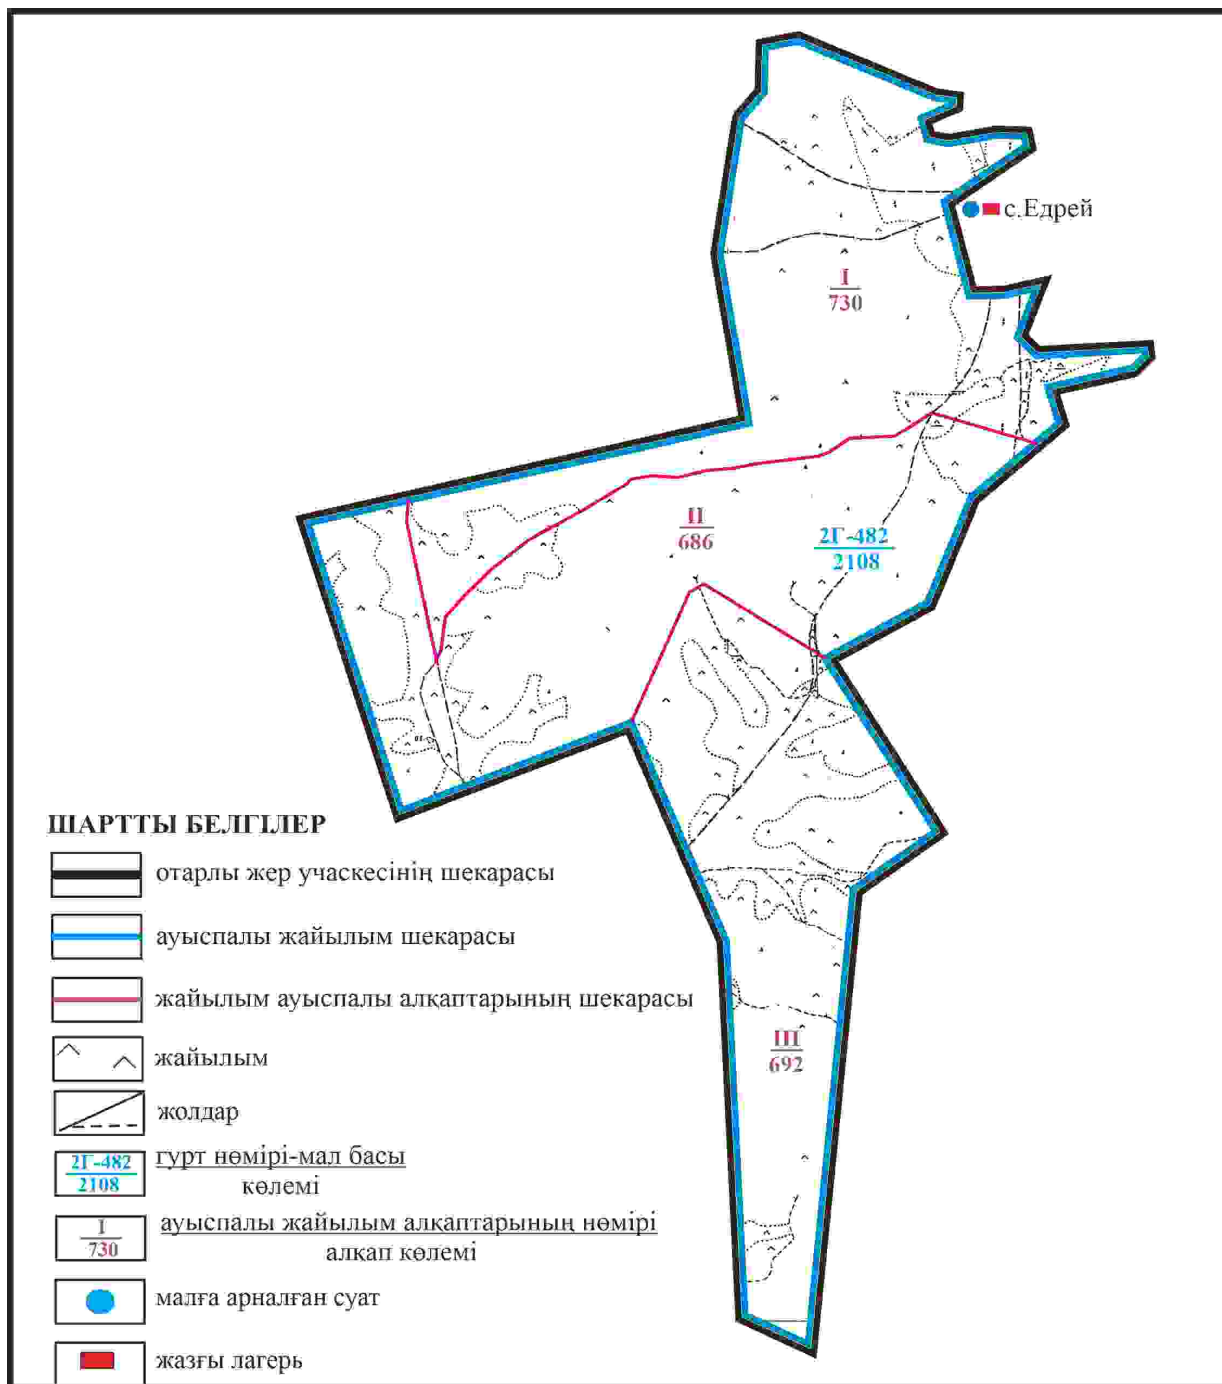 с.Едрей
I
730
II
686
2Г-482
2108
III
692
ШАРТТЫ БЕЛГІЛЕР
отарлы жер учаскесінің шекарасы
ауыспалы жайылым шекарасы
жайылым ауыспалы алқаптарының шекарасы
жайылым
жолдар
2Г-482
2108
гурт нөмірі-мал басы
көлемі
I
730
ауыспалы жайылым алқаптарының нөмірі
алқап көлемі
малға арналған суат
жазғы лагерь